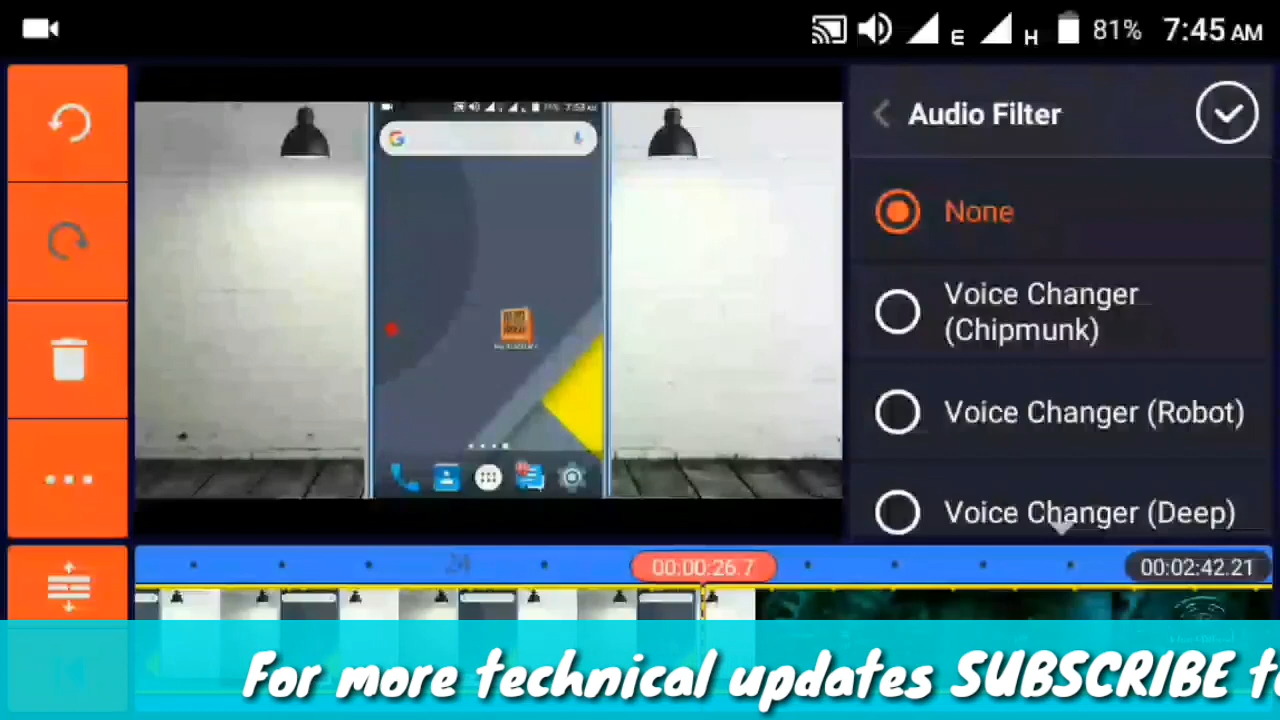 E H 81% 7:45 AM
Audio Filter
None
Voice Changer
(Chipmunk)
Voice Changer (Robot)
Voice Changer (Deep)
24
00:00:26.7
00:02:42.21
For more technical updates SUBSCRIBE to